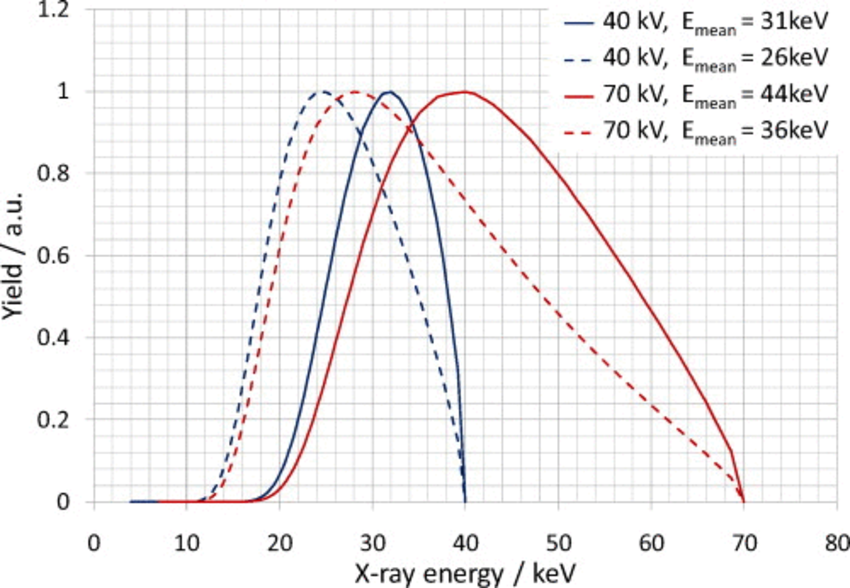 1.2
1
0.8
0.6
0.4
0.2
0
Yield / a.u.
40 kV, Emean = 31keV
40 kV, Emean = 26keV
70 kV, Emean = 44keV
70 kV, Emean = 36keV
0 10 20 30 40 50 60 70 80
X-ray energy / keV